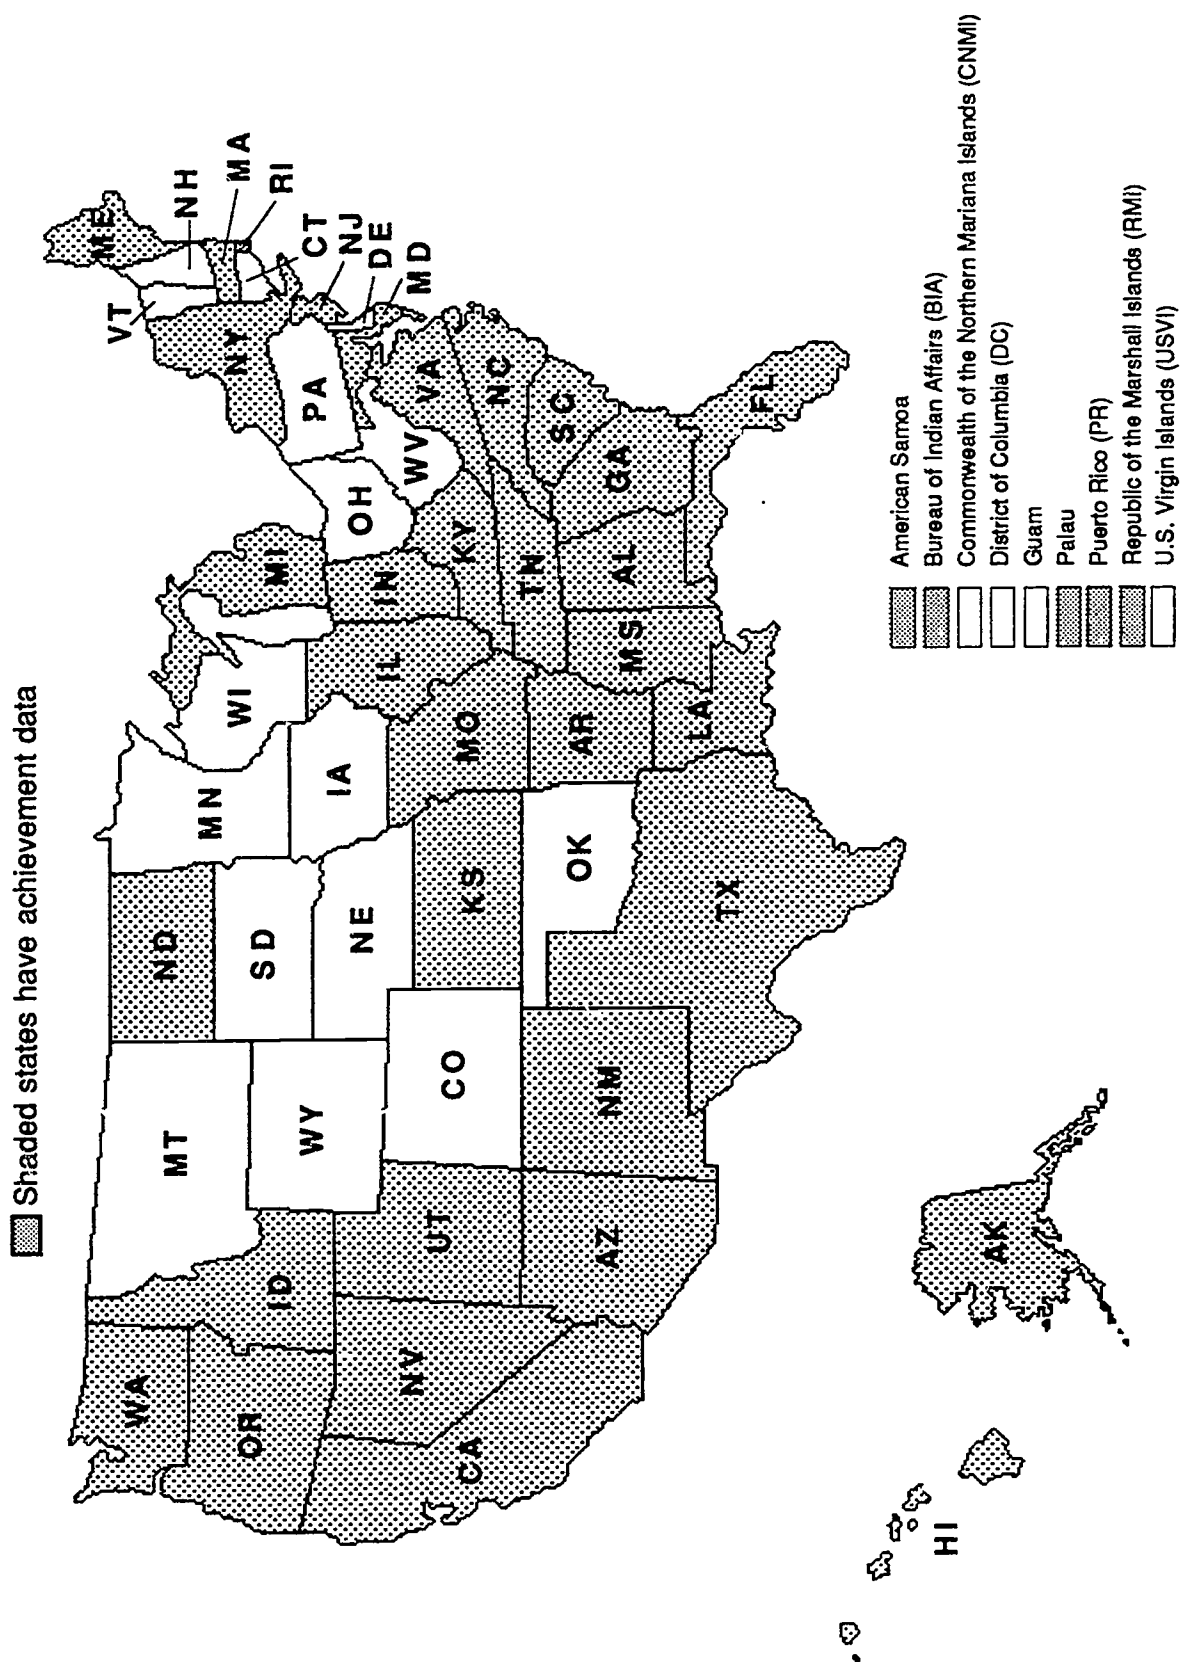 Shaded states have achievement data
WA
OR
CA
NV
ID
MT
WY
UT
AZ
CO
NM
ND
SD
NE
KS
OK
TX
MN
IA
MO
AR
LA
WI
IL
MS
MI
IN
KY
TN
AL
OH
WV
GA
FL
SC
NC
VA
PA
NY
VT
ME
NH
MA
RI
CT
NJ
DE
MD
HI
AK
American Samoa
Bureau of Indian Affairs (BIA)
Commonwealth of the Northern Mariana Islands (CNMI)
District of Columbia (DC)
Guam
Palau
Puerto Rico (PR)
Republic of the Marshall Islands (RMI)
U.S. Virgin Islands (USVI)